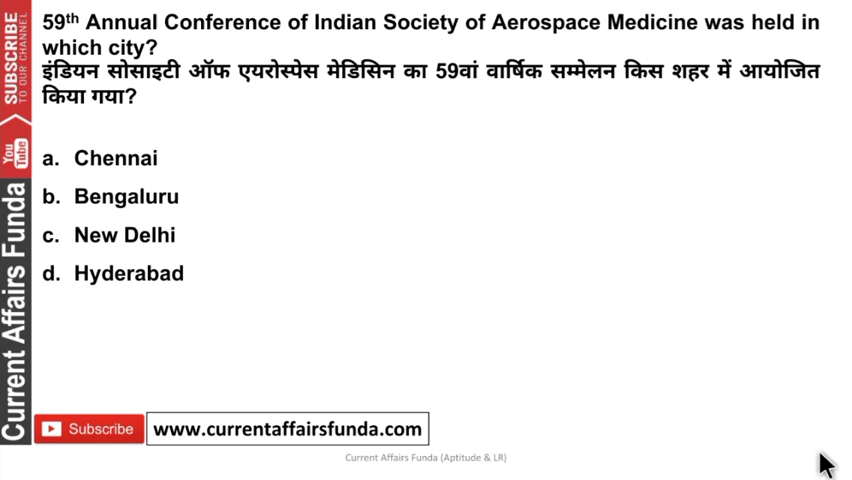 59th Annual Conference of Indian Society of Aerospace Medicine was held in
which city?
इंडियन सोसाइटी ऑफ एयरोस्पेस मेडिसिन का 59वां वार्षिक सम्मेलन किस शहर में आयोजित
किया गया?
a. Chennai
b. Bengaluru
c. New Delhi
d. Hyderabad
SUBSCRIBE
TO OUR CHANNEL
You Tube
Current Affairs Funda
Subscribe
www.currentaffairsfunda.com
Current Affairs Funda (Aptitude & LR)